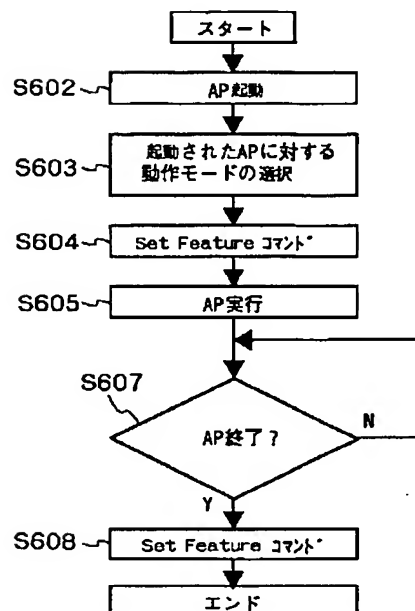 スタート
S602
AP起動
S603
起動されたAPに対する
動作モードの選択
S604
Set Feature コマンド
S605
AP実行
S607
AP終了？
N
Y
S608
Set Feature コマンド
エンド